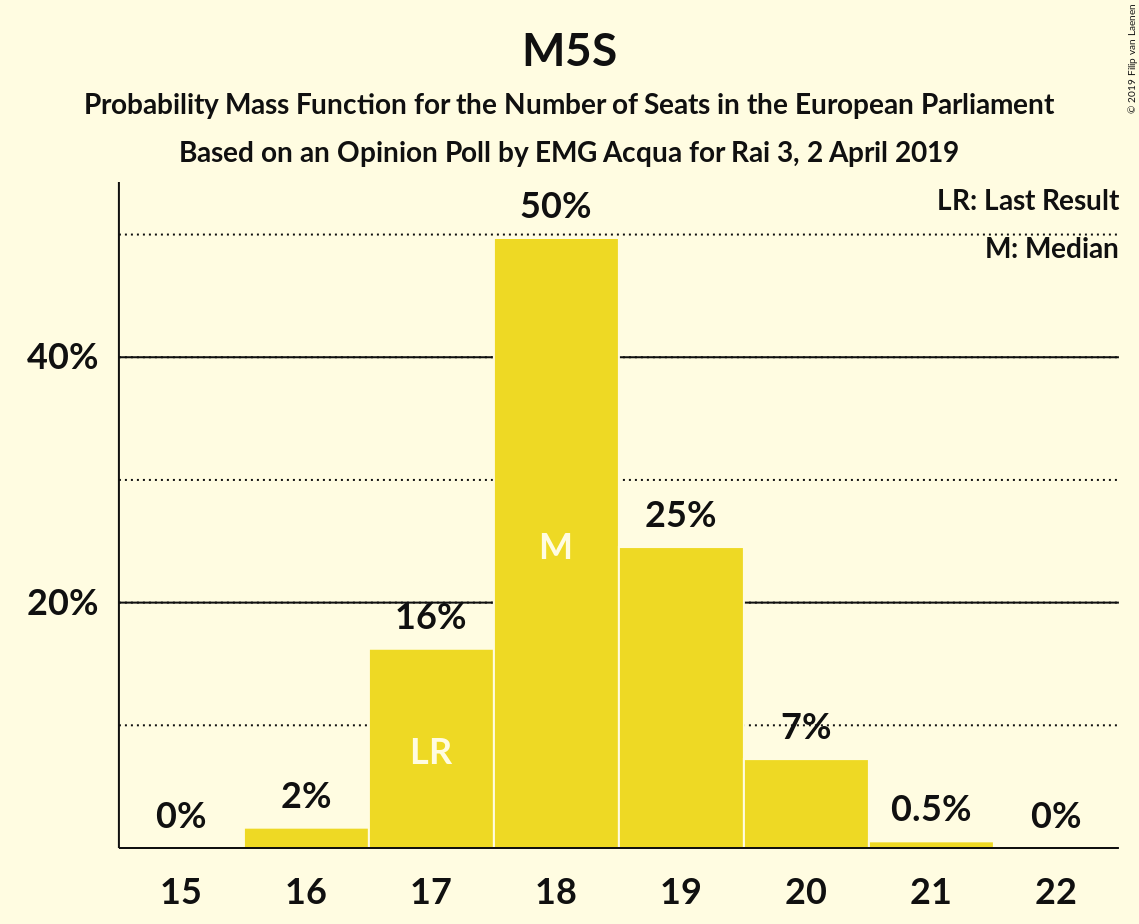 M5S
Probability Mass Function for the Number of Seats in the European Parliament
Based on an Opinion Poll by EMG Acqua for Rai 3, 2 April 2019
© 2019 Filip van Laenen
LR: Last Result
M: Median
50%
40%
25%
M
20%
16%
7%
LR
0%
2%
0.5%
0%
15 16 17 18 19 20 21 22